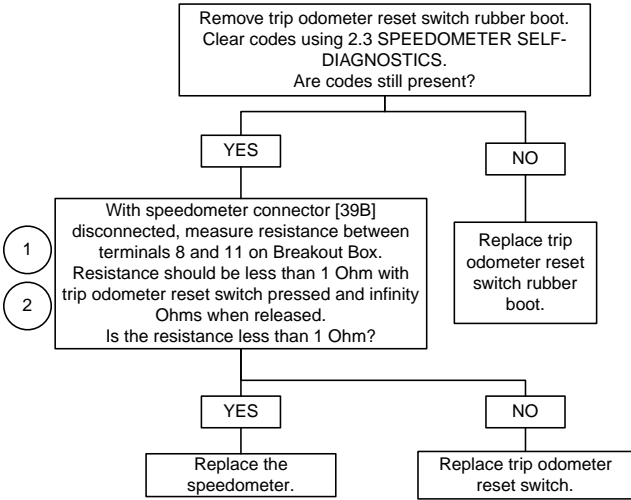 Remove trip odometer reset switch rubber boot.
Clear codes using 2.3 SPEEDOMETER SELF-
DIAGNOSTICS.
Are codes still present?
YES
NO
1
2
With speedometer connector [39B]
disconnected, measure resistance between
terminals 8 and 11 on Breakout Box.
Resistance should be less than 1 Ohm with
trip odometer reset switch pressed and infinity
Ohms when released.
Is the resistance less than 1 Ohm?
Replace trip
odometer reset
switch rubber
boot.
YES
NO
Replace the
speedometer.
Replace trip odometer
reset switch.